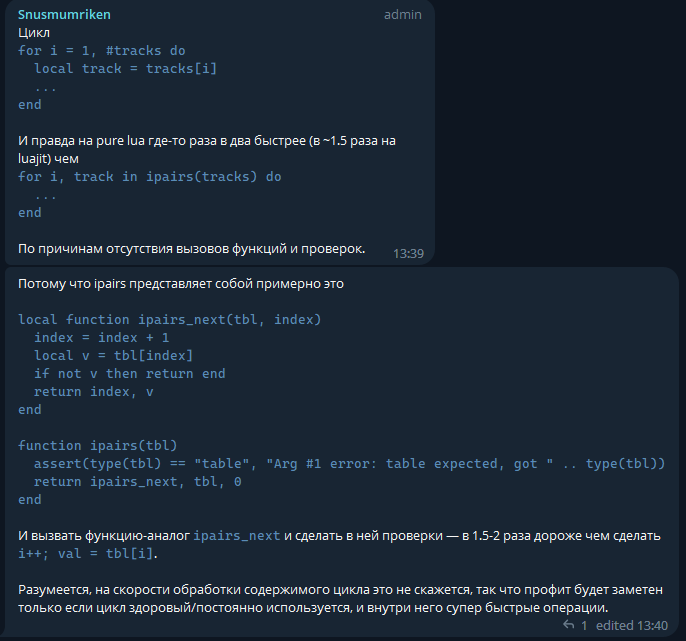 Snusmumriken admin
Цикл
for i = 1, #tracks do
  local track = tracks[i]
  ...
end
И правда на pure lua где-то раза в два быстрее (в ~1.5 раза на
luajit) чем
for i, track in ipairs(tracks) do
  ...
end
По причинам отсутствия вызовов функций и проверок.
13:39
Потому что ipairs представляет собой примерно это
local function ipairs_next(tbl, index)
  index = index + 1
  local v = tbl[index]
  if not v then return end
  return index, v
end
function ipairs(tbl)
  assert(type(tbl) == "table", "Arg #1 error: table expected, got " .. type(tbl))
  return ipairs_next, tbl, 0
end
И вызвать функцию-аналог ipairs_next и сделать в ней проверки — в 1.5-2 раза дороже чем сделать
i++; val = tbl[i].
Разумеется, на скорости обработки содержимого цикла это не скажется, так что профит будет заметен
только если цикл здоровый/постоянно используется, и внутри него супер быстрые операции.
1 edited 13:40